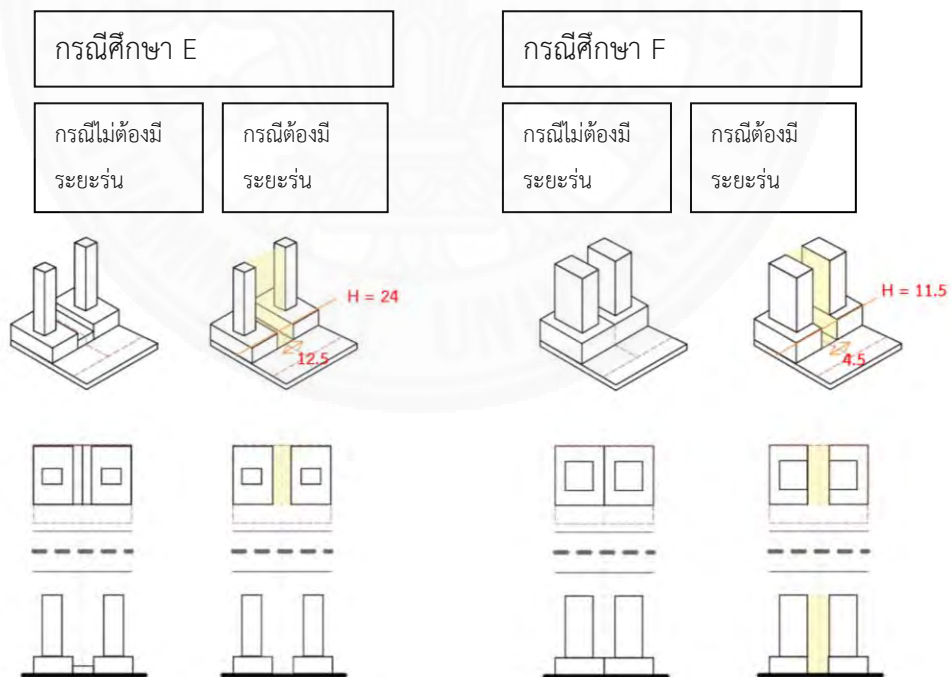 กรณีศึกษา E
กรณีศึกษา F
กรณีไม่ต้องมี
ระยะร่น
กรณีต้องมี
ระยะร่น
กรณีไม่ต้องมี
ระยะร่น
กรณีต้องมี
ระยะร่น
H = 24
12.5
H = 11.5
4.5